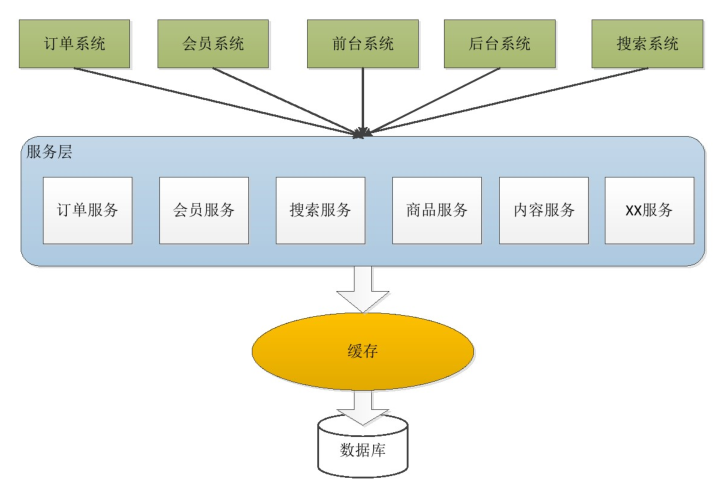 订单系统
会员系统
前台系统
后台系统
搜索系统
服务层
订单服务
会员服务
搜索服务
商品服务
内容服务
XX服务
缓存
数据库